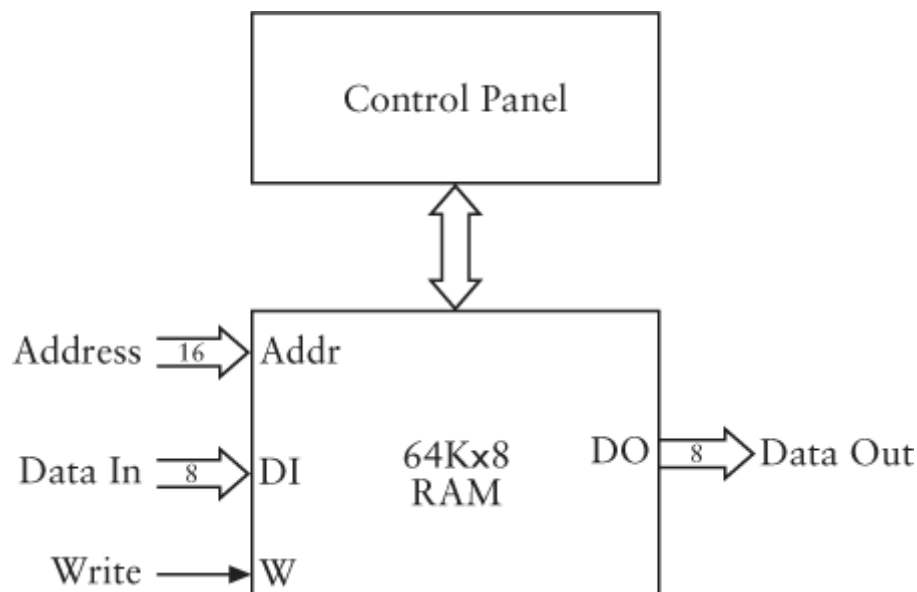 Control Panel
Address 16 Addr
Data In 8 DI
64Kx8
RAM
DO 8 Data Out
Write W